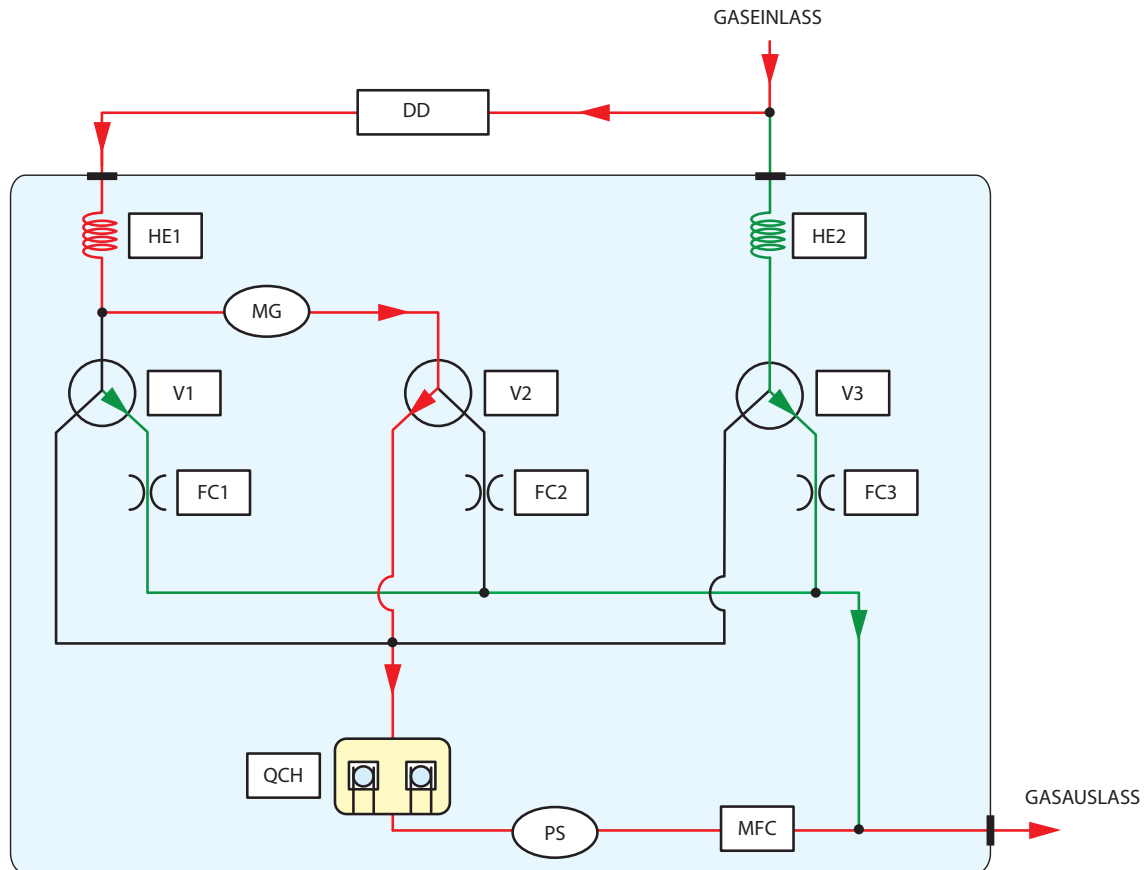 GASEINLASS
DD
HE1
HE2
MG
V1
V2
V3
FC1
FC2
FC3
QCH
GASAUSLASS
PS
MFC